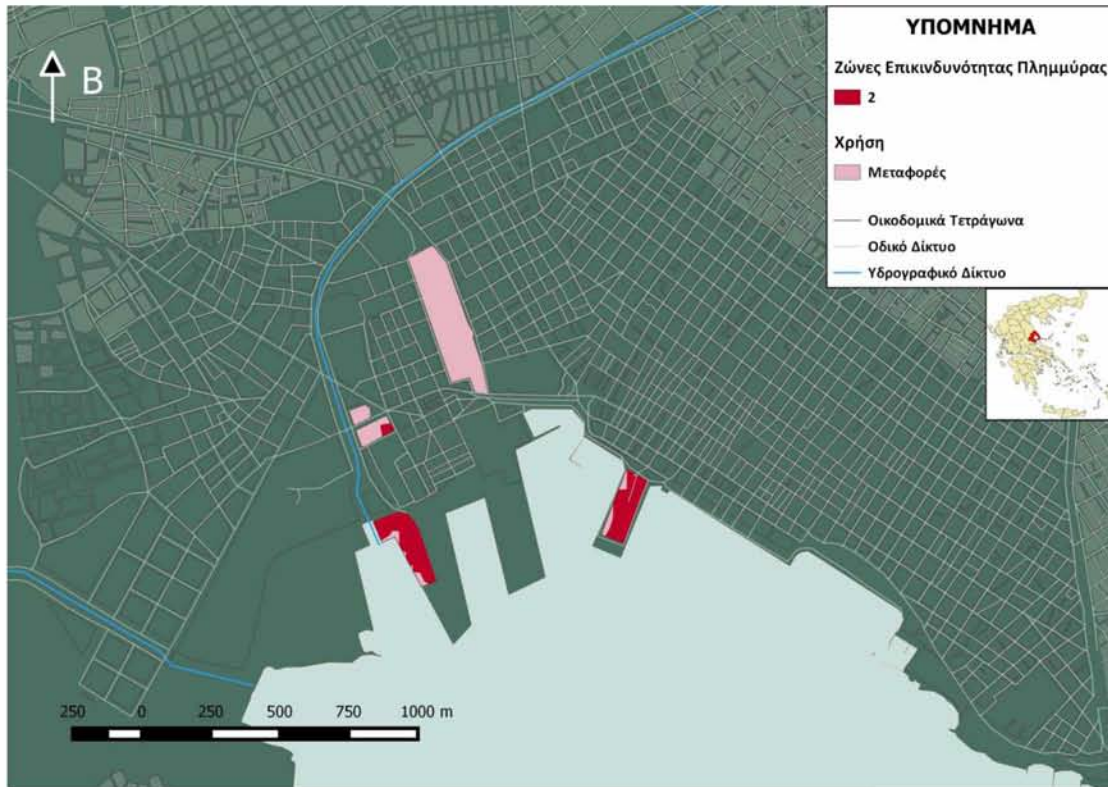 B
ΥΠΟΜΝΗΜΑ
Ζώνες Επικινδυνότητας Πλημμύρας
2
Χρήση
Μεταφορές
Οικοδομικά Τετράγωνα
Οδικό Δίκτυο
Υδρογραφικό Δίκτυο
250 0 250 500 750 1000 m